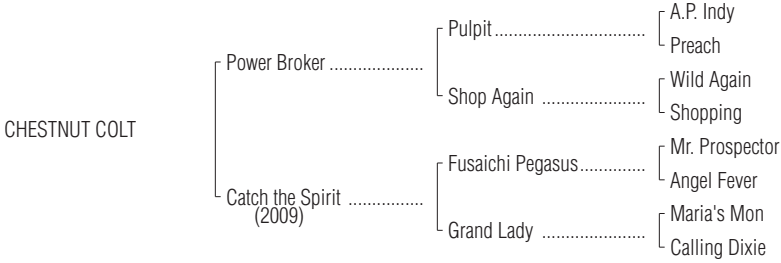 A.P. Indy
Pulpit..............................
Preach
Power Broker ...................
Wild Again
Shop Again .....................
Shopping
CHESTNUT COLT
Mr. Prospector
Fusaichi Pegasus.............
Angel Fever
Catch the Spirit ...............
(2009)
Maria's Mon
Grand Lady .....................
Calling Dixie